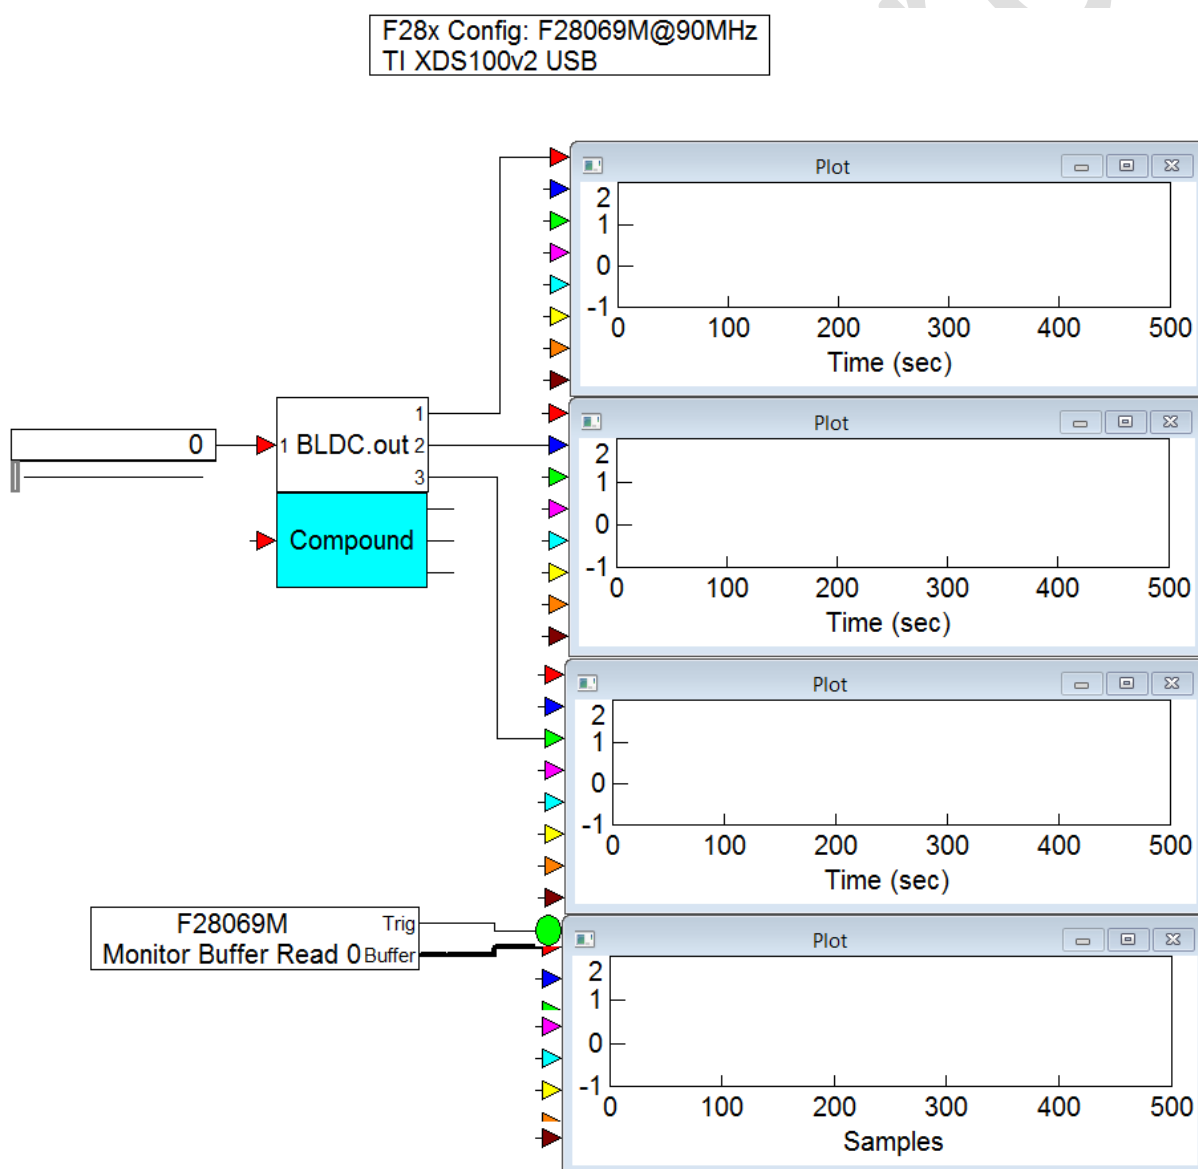 F28x Config: F28069M@90MHz
TI XDS100v2 USB
Plot
2
1
0
-1
0 100 200 300 400 500
Time (sec)
0
1 BLDC.out 1
2
3
Compound
Plot
2
1
0
-1
0 100 200 300 400 500
Time (sec)
Plot
2
1
0
-1
0 100 200 300 400 500
Time (sec)
F28069M Trig
Monitor Buffer Read 0 Buffer
Plot
2
1
0
-1
0 100 200 300 400 500
Samples